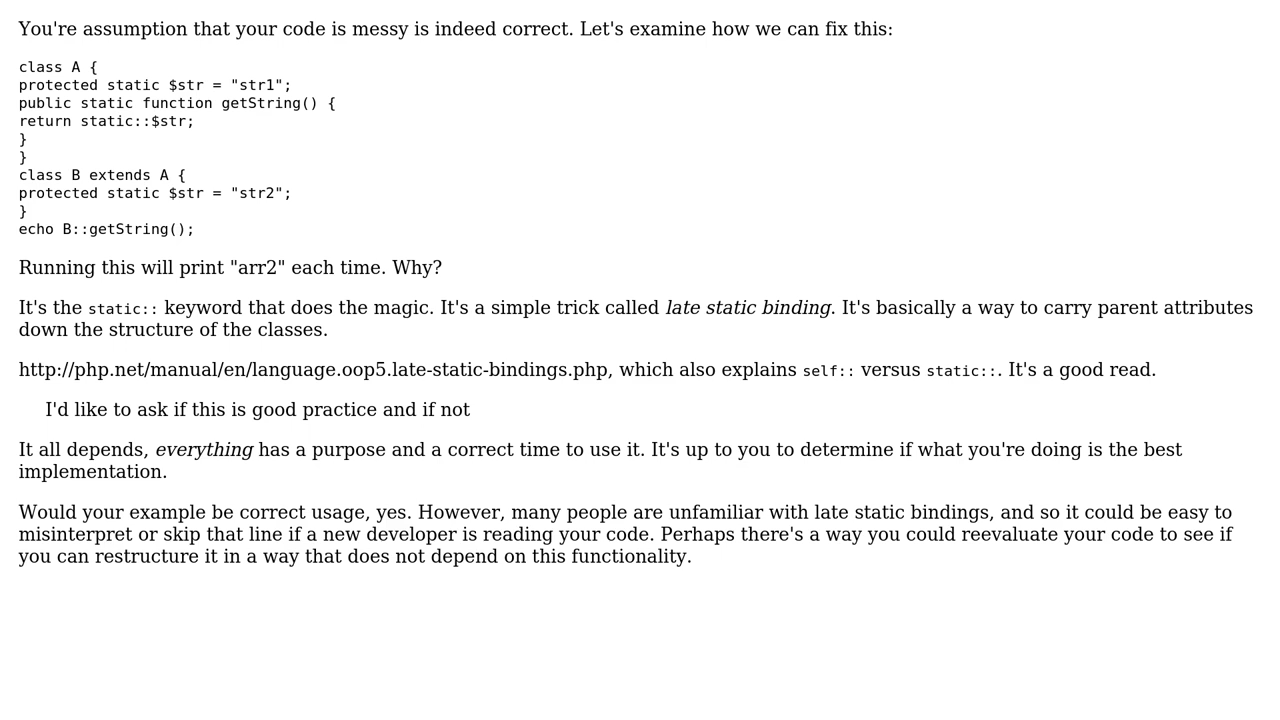 You're assumption that your code is messy is indeed correct. Let's examine how we can fix this:
class A {
protected static $str = "str1";
public static function getString() {
return static::$str;
}
}
class B extends A {
protected static $str = "str2";
}
echo B::getString();
Running this will print "arr2" each time. Why?
It's the static:: keyword that does the magic. It's a simple trick called late static binding. It's basically a way to carry parent attributes
down the structure of the classes.
http://php.net/manual/en/language.oop5.late-static-bindings.php, which also explains self:: versus static::. It's a good read.
I'd like to ask if this is good practice and if not
It all depends, everything has a purpose and a correct time to use it. It's up to you to determine if what you're doing is the best
implementation.
Would your example be correct usage, yes. However, many people are unfamiliar with late static bindings, and so it could be easy to
misinterpret or skip that line if a new developer is reading your code. Perhaps there's a way you could reevaluate your code to see if
you can restructure it in a way that does not depend on this functionality.